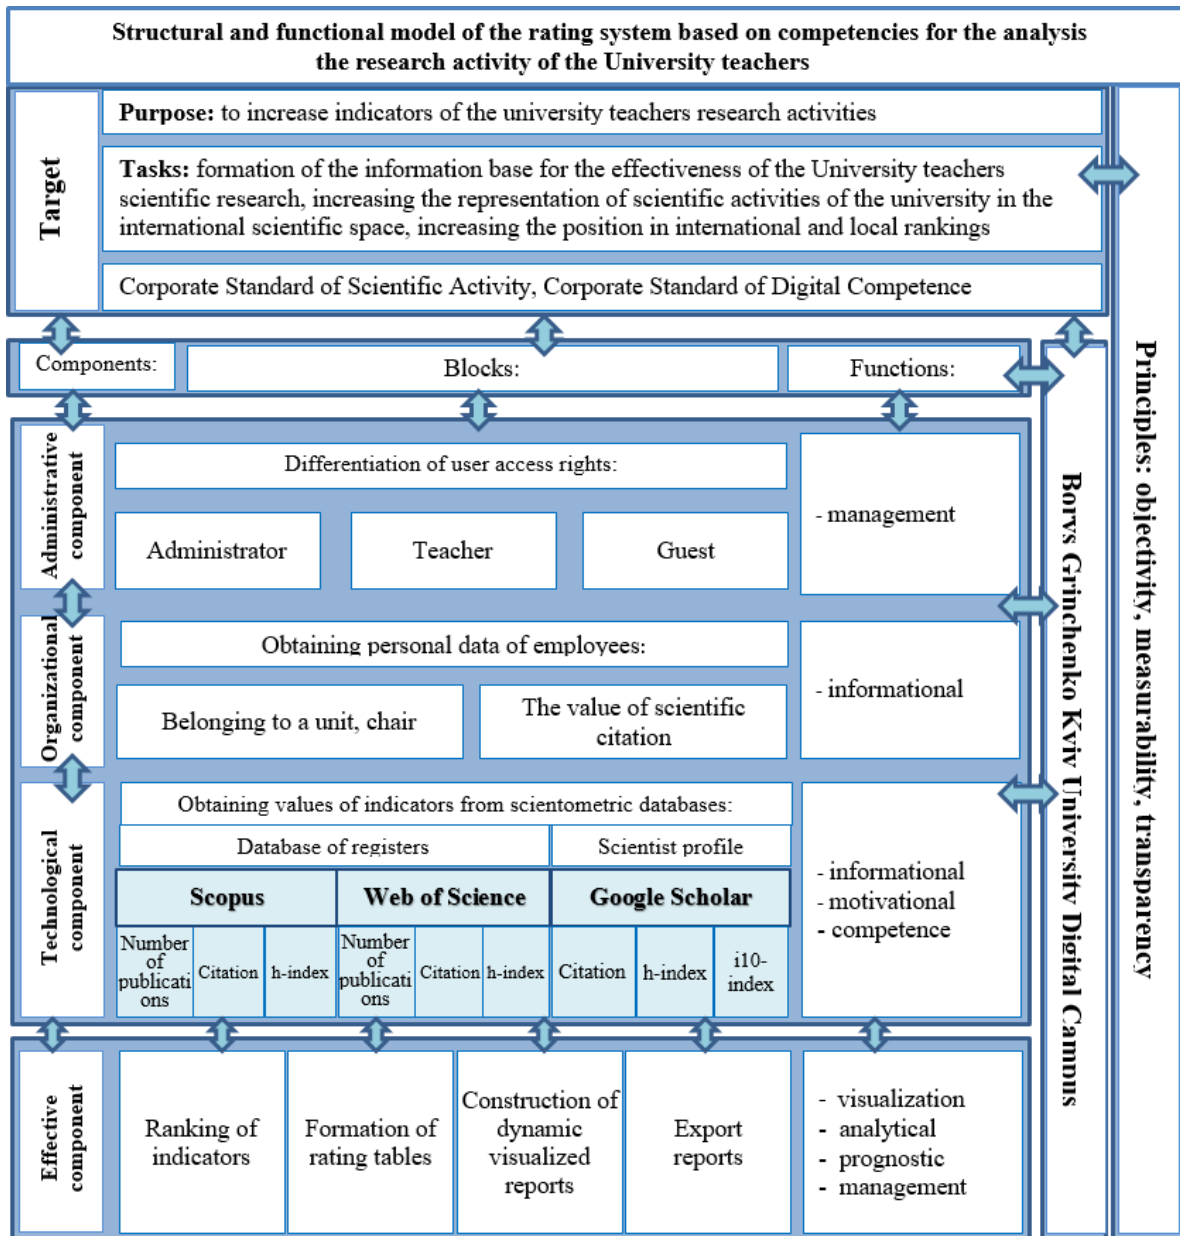 Structural and functional model of the rating system based on competencies for the analysis
the research activity of the University teachers
Target
Purpose: to increase indicators of the university teachers research activities
Tasks: formation of the information base for the effectiveness of the University teachers
scientific research, increasing the representation of scientific activities of the university in the
international scientific space, increasing the position in international and local rankings
Corporate Standard of Scientific Activity, Corporate Standard of Digital Competence
Components:
Blocks:
Functions:
Administrative
component
Differentiation of user access rights:
Administrator
Teacher
Guest
- management
Organizational
component
Obtaining personal data of employees:
Belonging to a unit, chair
The value of scientific
citation
- informational
Technological
component
Obtaining values of indicators from scientometric databases:
Database of registers
Scientist profile
Scopus
Web of Science
Google Scholar
Number
of
publicati
ons
Citation
h-index
Number
of
publicati
ons
Citation
h-index
Citation
h-index
i10-
index
- informational
- motivational
- competence
Effective
component
Ranking of
indicators
Formation of
rating tables
Construction of
dynamic
visualized
reports
Export
reports
- visualization
- analytical
- prognostic
- management
Borys Grinchenko Kyiv University Digital Campus
Principles: objectivity, measurability, transparency